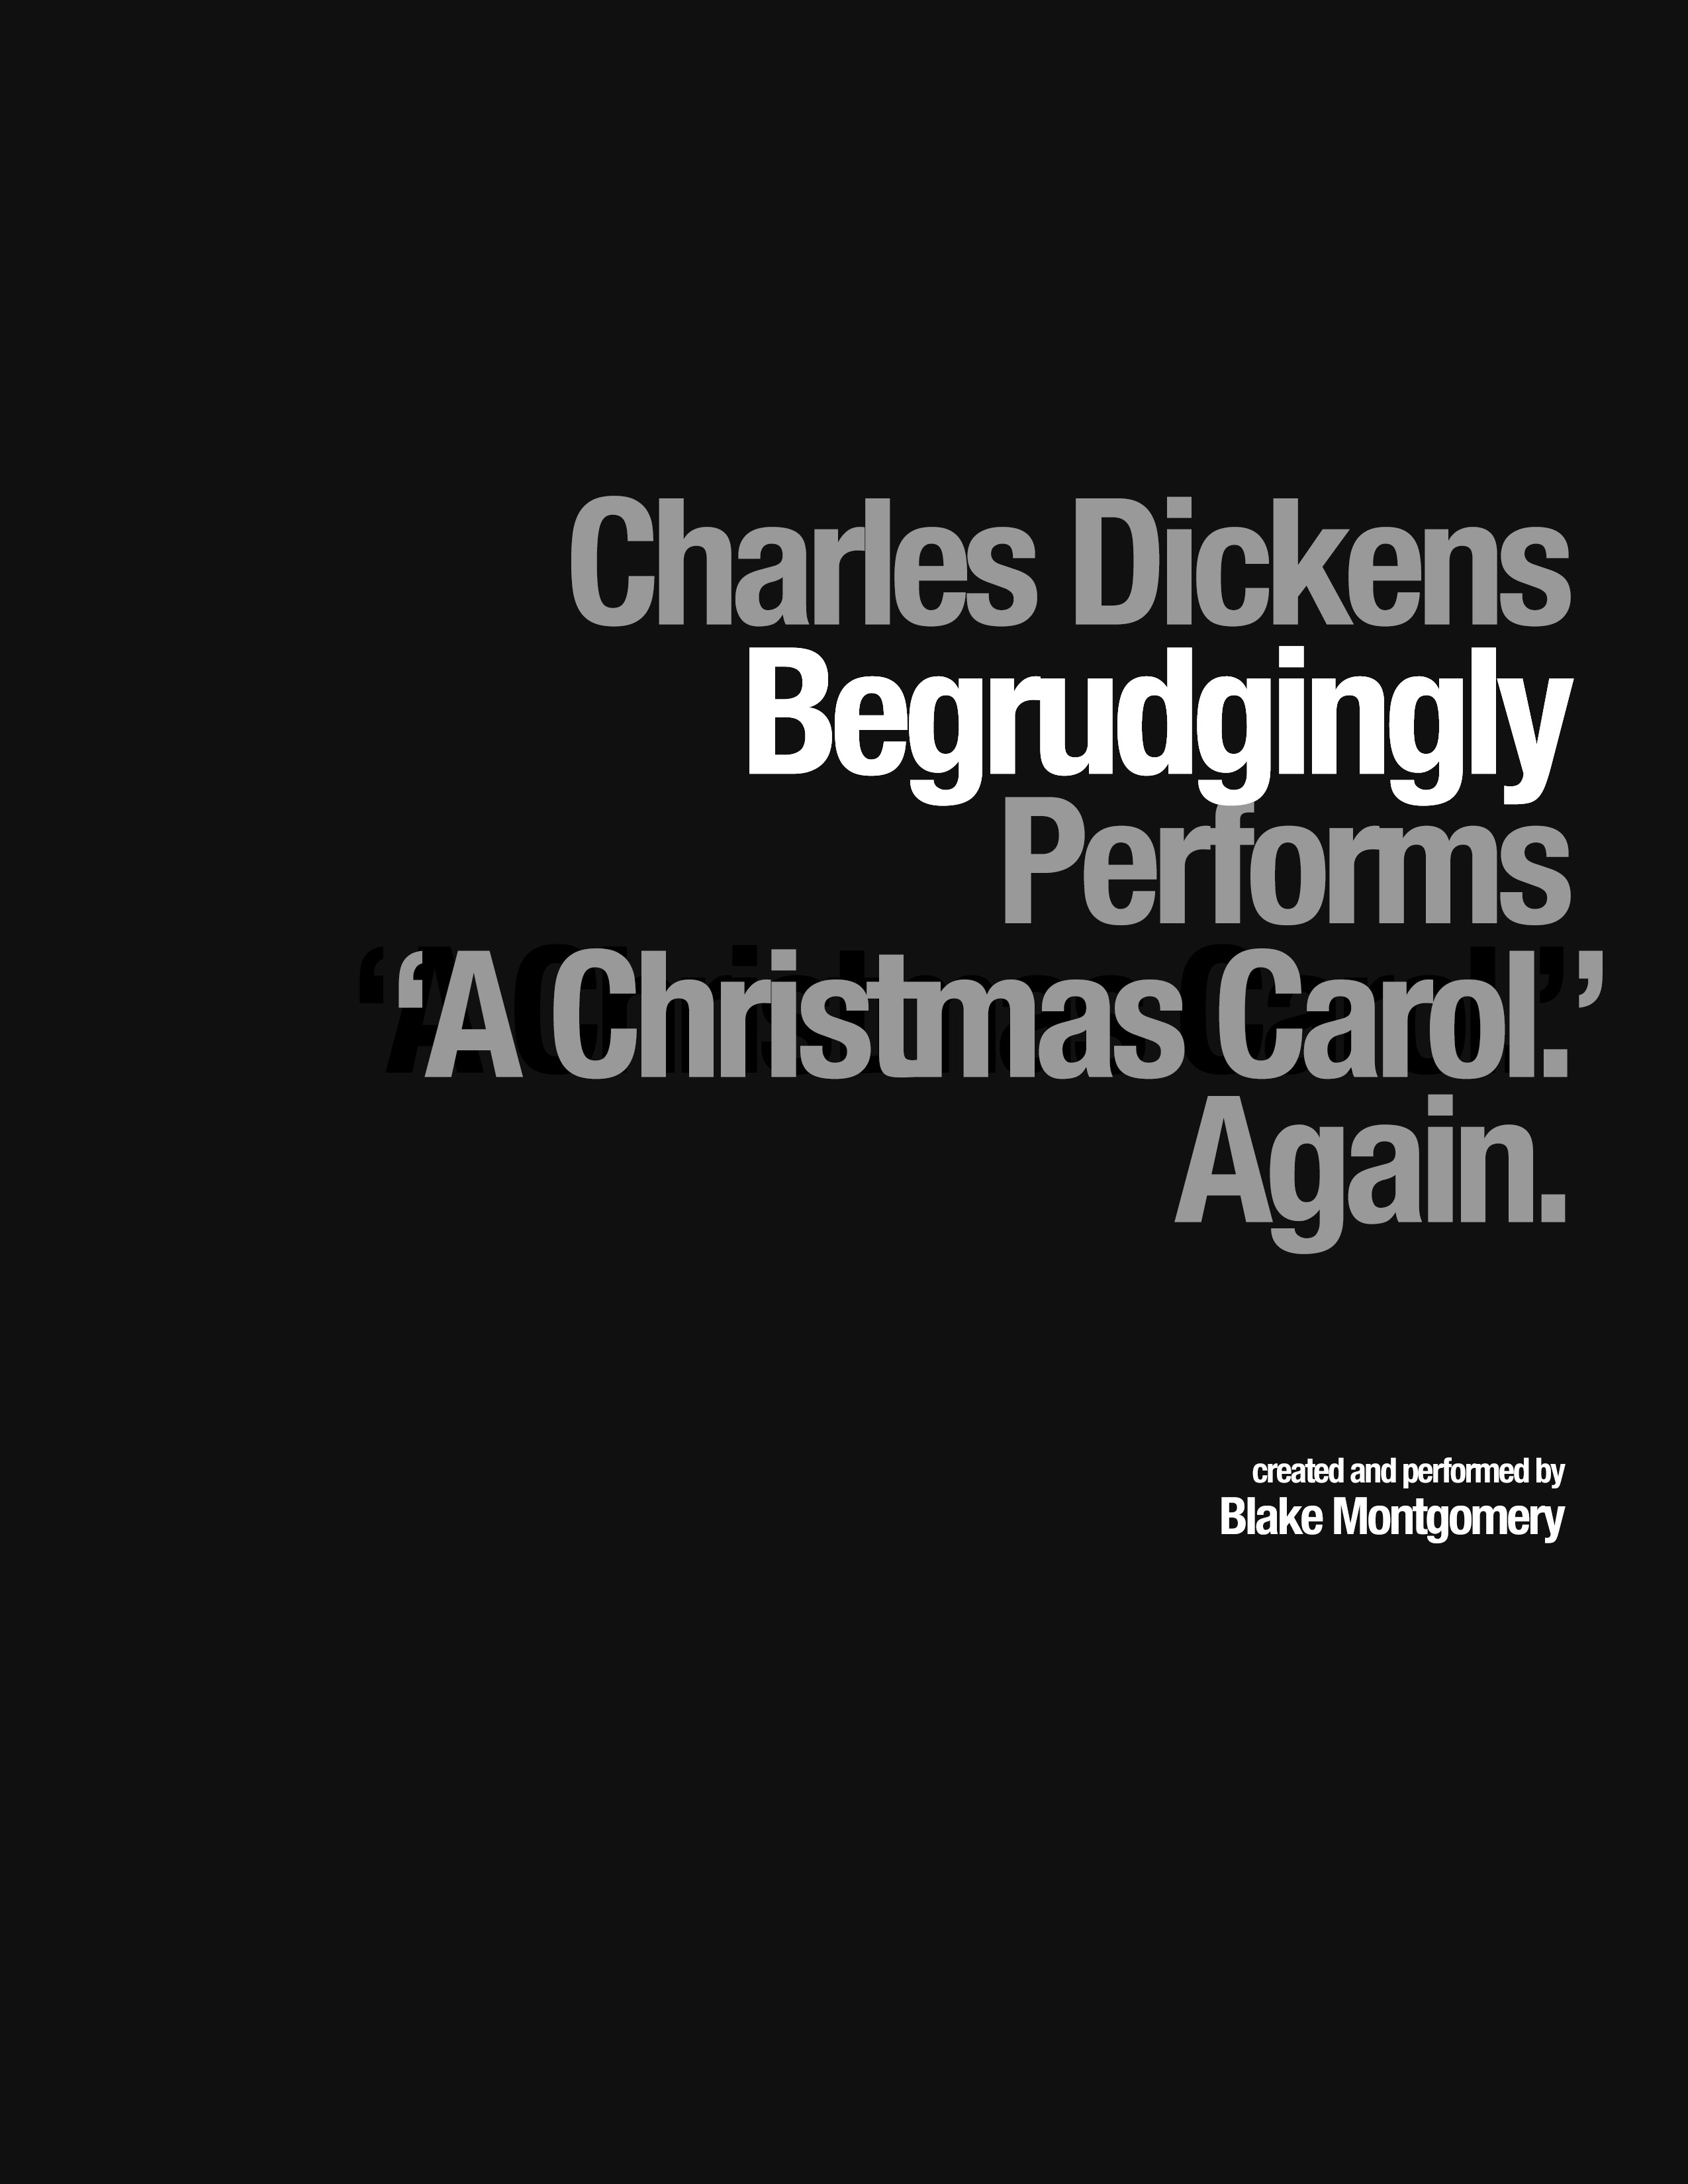 Charles Dickens
Begrudgingly
Performs
‘A Christmas Carol.’
Again.
created and performed by
Blake Montgomery